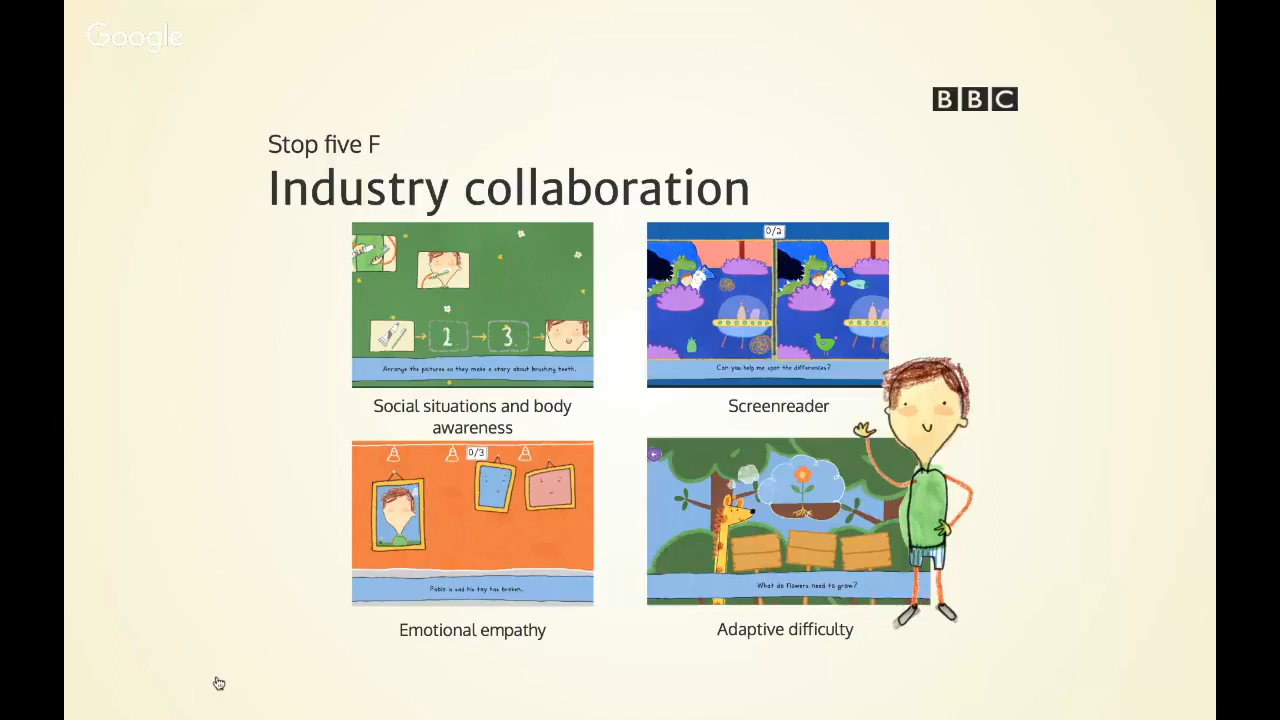 Google
BBC
Stop five F
Industry collaboration
2
3
Arrange the pictures so they make a story about brushing teeth.
Social situations and body
awareness
0/2
Can you help me spot the differences?
Screenreader
0/3
Pablo is sad his toy has broken.
Emotional empathy
What do flowers need to grow?
Adaptive difficulty